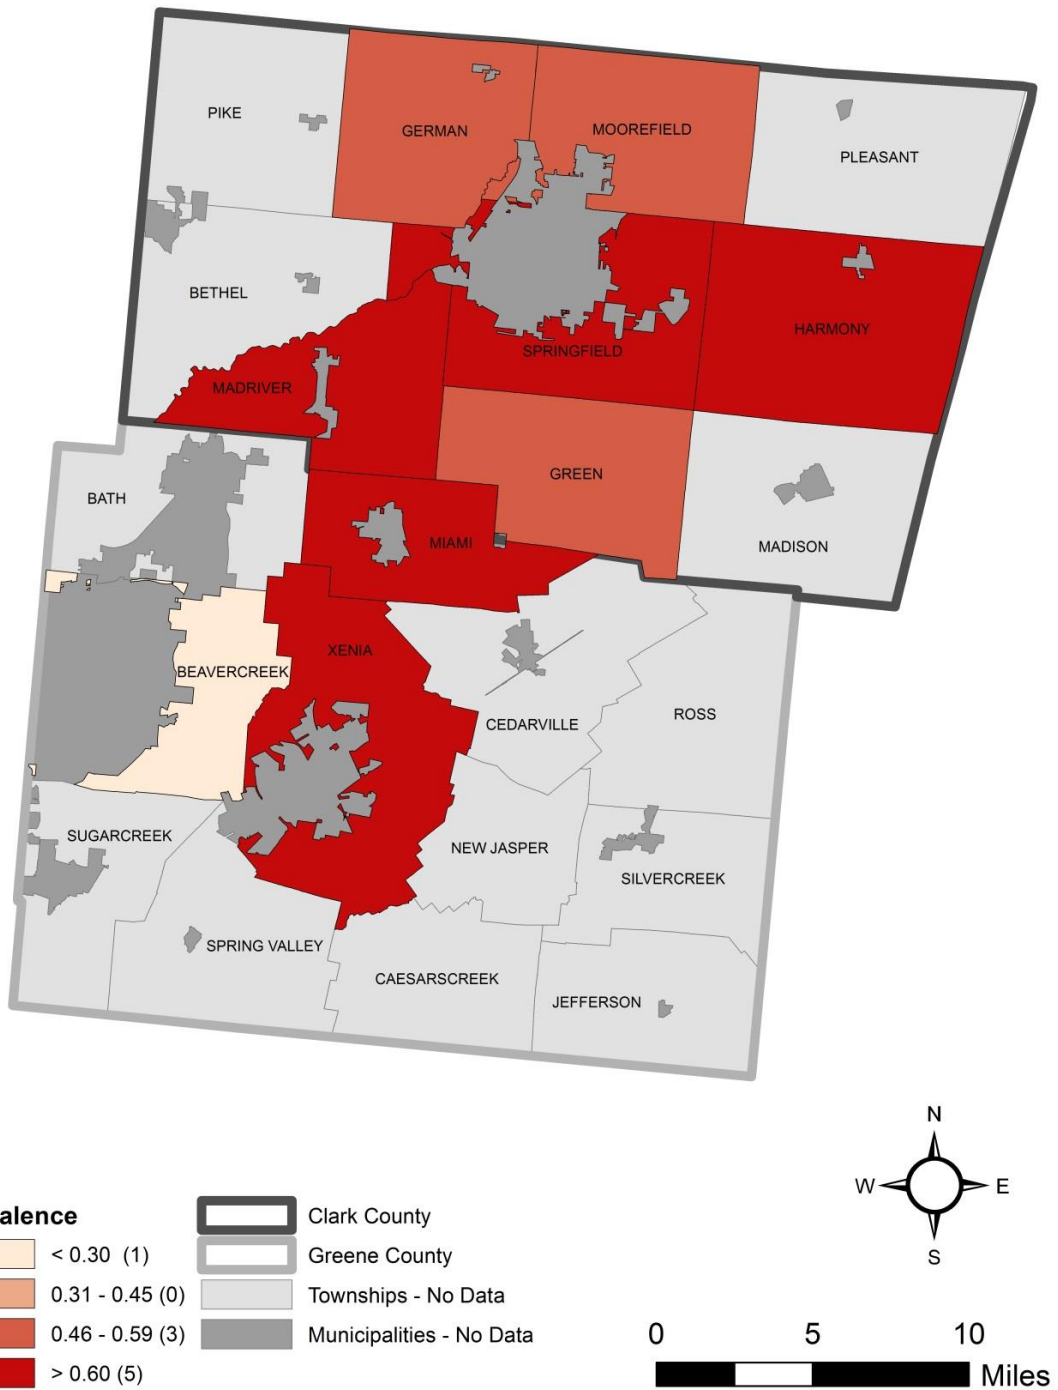 PIKE
GERMAN
MOOREFIELD
PLEASANT
BETHEL
HARMONY
SPRINGFIELD
MADRIVER
GREEN
BATH
MIAMI
MADISON
XENIA
BEAVERCREEK
CEDARVILLE
ROSS
SUGARCREEK
NEW JASPER
SILVERCREEK
SPRING VALLEY
CAESARSCREEK
JEFFERSON
N
W
E
S
alence
< 0.30 (1)
0.31 - 0.45 (0)
0.46 - 0.59 (3)
> 0.60 (5)
Clark County
Greene County
Townships - No Data
Municipalities - No Data
0 5 10
Miles